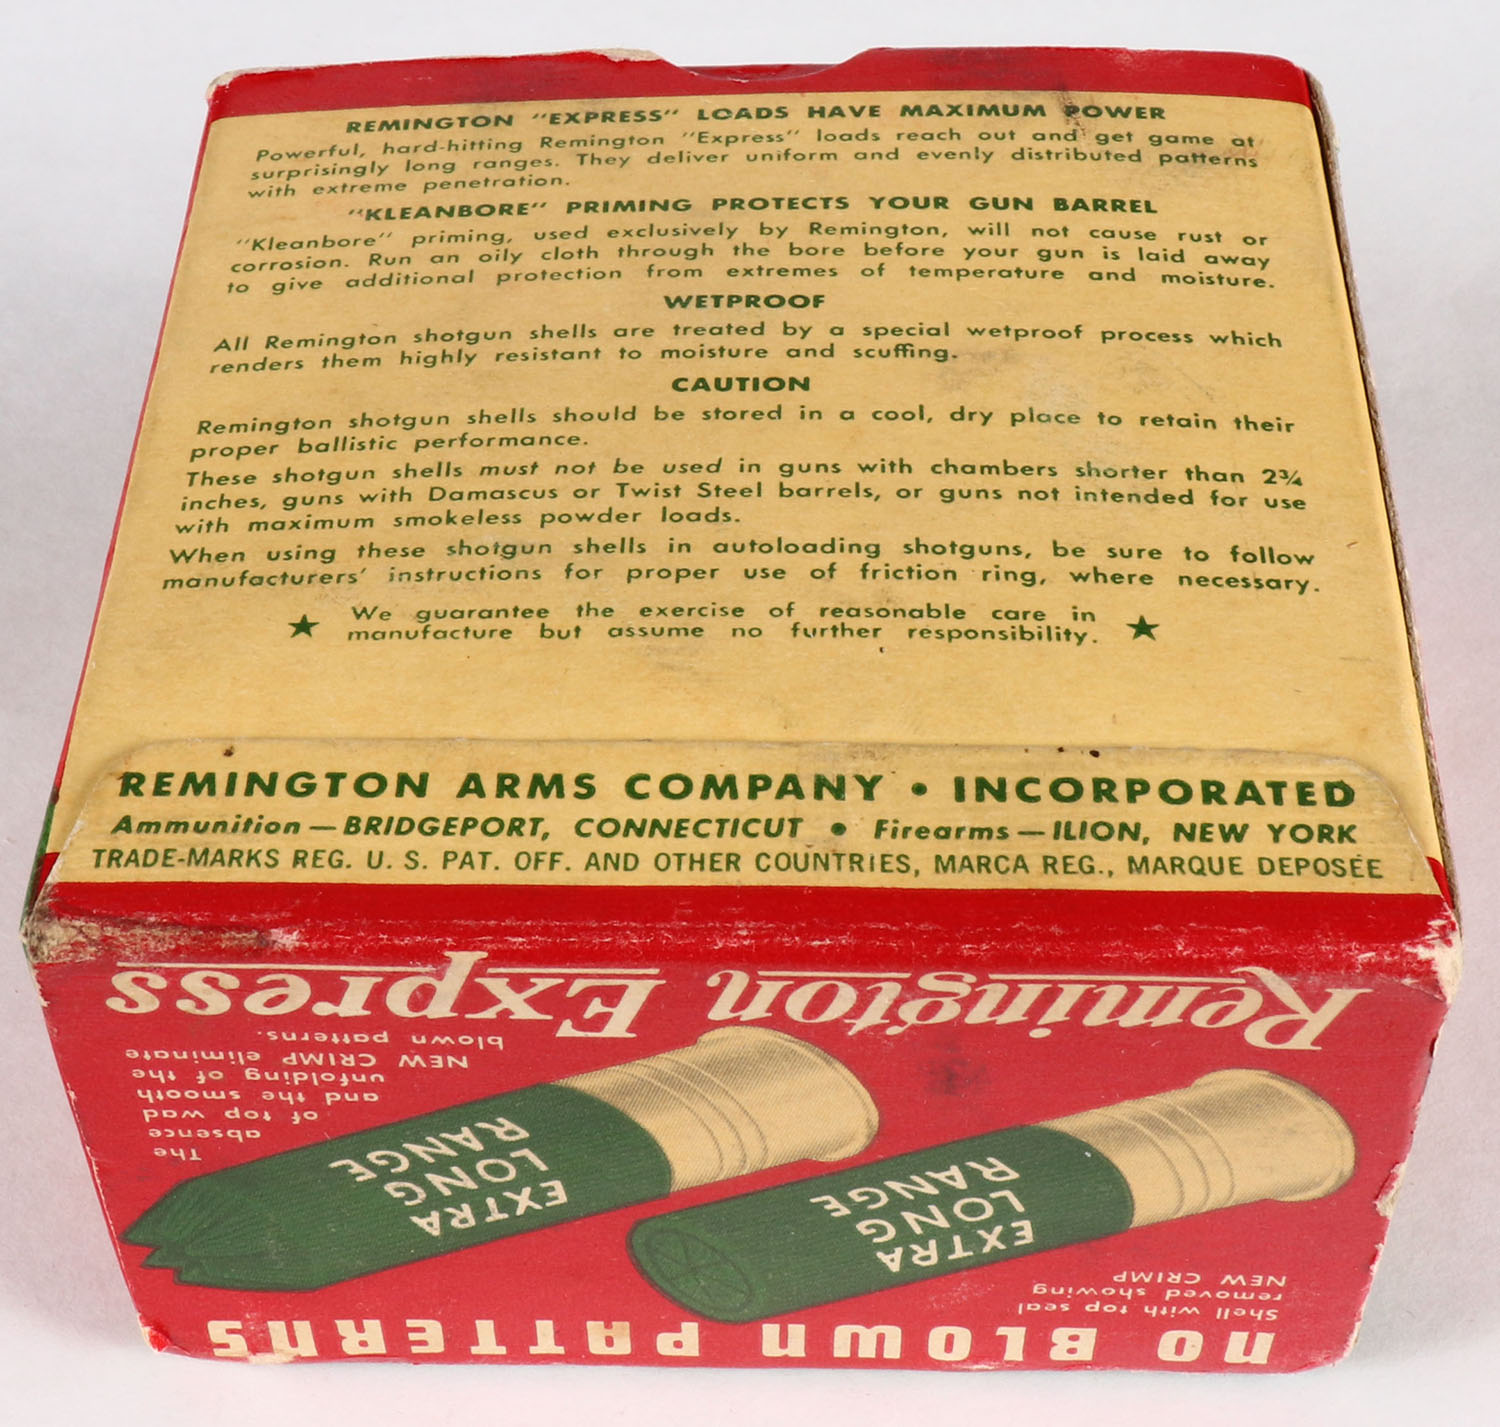 REMINGTON "EXPRESS" LOADS HAVE MAXIMUM POWER
Powerful, hard-hitting Remington "Express" loads reach out and get game at
surprisingly long ranges. They deliver uniform and evenly distributed patterns
with extreme penetration.
"KLEANBORE" PRIMING PROTECTS YOUR GUN BARREL
"Kleanbore" priming, used exclusively by Remington, will not cause rust or
corrosion. Run an oily cloth through the bore before your gun is laid away
to give additional protection from extremes of temperature and moisture.
WETPROOF
All Remington shotgun shells are treated by a special wetproof process which
renders them highly resistant to moisture and scuffing.
CAUTION
Remington shotgun shells should be stored in a cool, dry place to retain their
proper ballistic performance.
These shotgun shells must not be used in guns with chambers shorter than 2¾
inches, guns with Damascus or Twist Steel barrels, or guns not intended for use
with maximum smokeless powder loads.
When using these shotgun shells in autoloading shotguns, be sure to follow
manufacturers' instructions for proper use of friction ring, where necessary.
★ We guarantee the exercise of reasonable care in
manufacture but assume no further responsibility. ★
REMINGTON ARMS COMPANY • INCORPORATED
Ammunition—BRIDGEPORT, CONNECTICUT • Firearms—ILION, NEW YORK
TRADE-MARKS REG. U. S. PAT. OFF. AND OTHER COUNTRIES, MARCA REG., MARQUE DEPOSÉE
NO BLOWN PATTERNS
Shell with top seal
removed showing
NEW CRIMP
EXTRA
LONG
RANGE
EXTRA
LONG
RANGE
The
absence
of top wad
and the smooth
unfolding of the
NEW CRIMP eliminate
blown patterns.
Remington Express